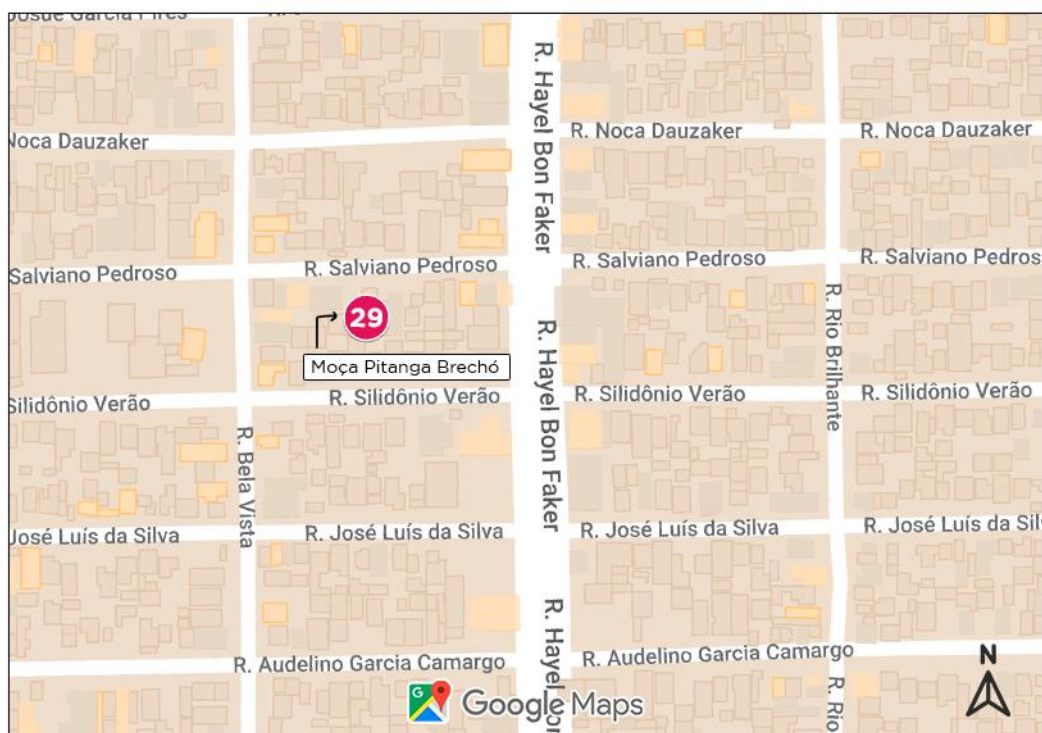 Josué García Pires
R.
R. Hayel Bon Faker
Noca Dauzaker
R. Noca Dauzaker
R. Noca Dauzaker
Salviano Pedroso
R. Salviano Pedroso
R. Salviano Pedroso
R. Salviano Pedros
29
Moça Pitanga Brechó
R. Hayel Bon Faker
R. Rio Brilhante
Silidônio Verão
R. Silidônio Verão
R. Silidônio Verão
R. Silidônio Verão
R. Bela Vista
José Luís da Silva
R. José Luís da Silva
R. José Luís da Silva
R. José Luís da Sil
R. Hayel Bon
R. Audelino Garcia Camargo
R. Audelino Garcia Camargo
R. Rio
N
G
Google Maps